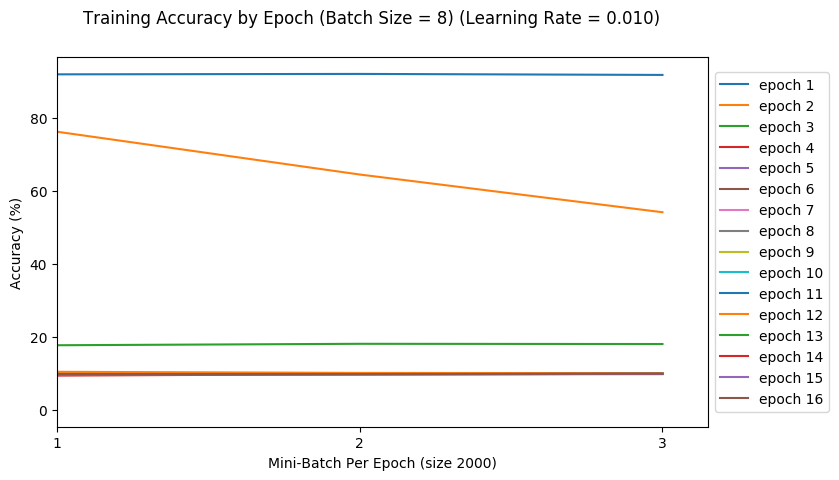 Training Accuracy by Epoch (Batch Size = 8) (Learning Rate = 0.010)
80
60
40
20
0
Accuracy (%)
1
2
3
Mini-Batch Per Epoch (size 2000)
epoch 1
epoch 2
epoch 3
epoch 4
epoch 5
epoch 6
epoch 7
epoch 8
epoch 9
epoch 10
epoch 11
epoch 12
epoch 13
epoch 14
epoch 15
epoch 16